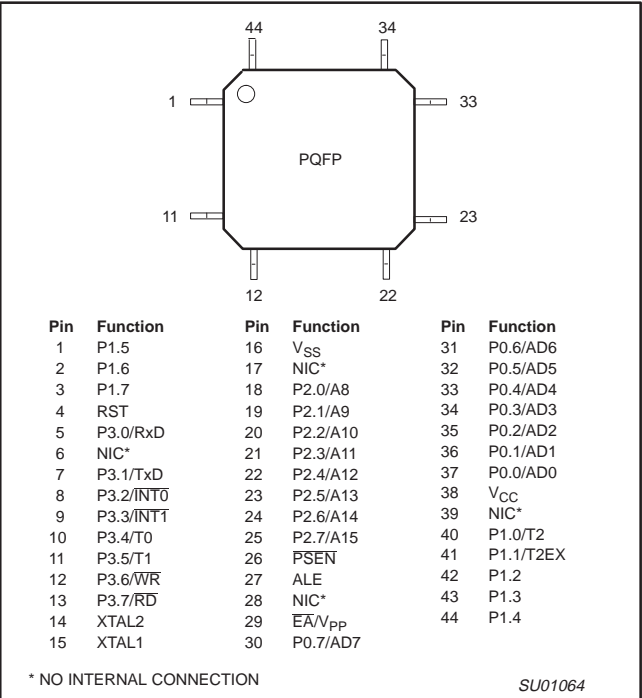 44 34
1 33
PQFP
11 23
12 22
Pin Function Pin Function Pin Function
1 P1.5 16 VSS 31 P0.6/AD6
2 P1.6 17 NIC* 32 P0.5/AD5
3 P1.7 18 P2.0/A8 33 P0.4/AD4
4 RST 19 P2.1/A9 34 P0.3/AD3
5 P3.0/RxD 20 P2.2/A10 35 P0.2/AD2
6 NIC* 21 P2.3/A11 36 P0.1/AD1
7 P3.1/TxD 22 P2.4/A12 37 P0.0/AD0
8 P3.2/I̅N̅T̅0̅ 23 P2.5/A13 38 VCC
9 P3.3/I̅N̅T̅1̅ 24 P2.6/A14 39 NIC*
10 P3.4/T0 25 P2.7/A15 40 P1.0/T2
11 P3.5/T1 26 P̅S̅E̅N̅ 41 P1.1/T2EX
12 P3.6/W̅R̅ 27 ALE 42 P1.2
13 P3.7/R̅D̅ 28 NIC* 43 P1.3
14 XTAL2 29 E̅A̅/VPP 44 P1.4
15 XTAL1 30 P0.7/AD7
* NO INTERNAL CONNECTION
SU01064